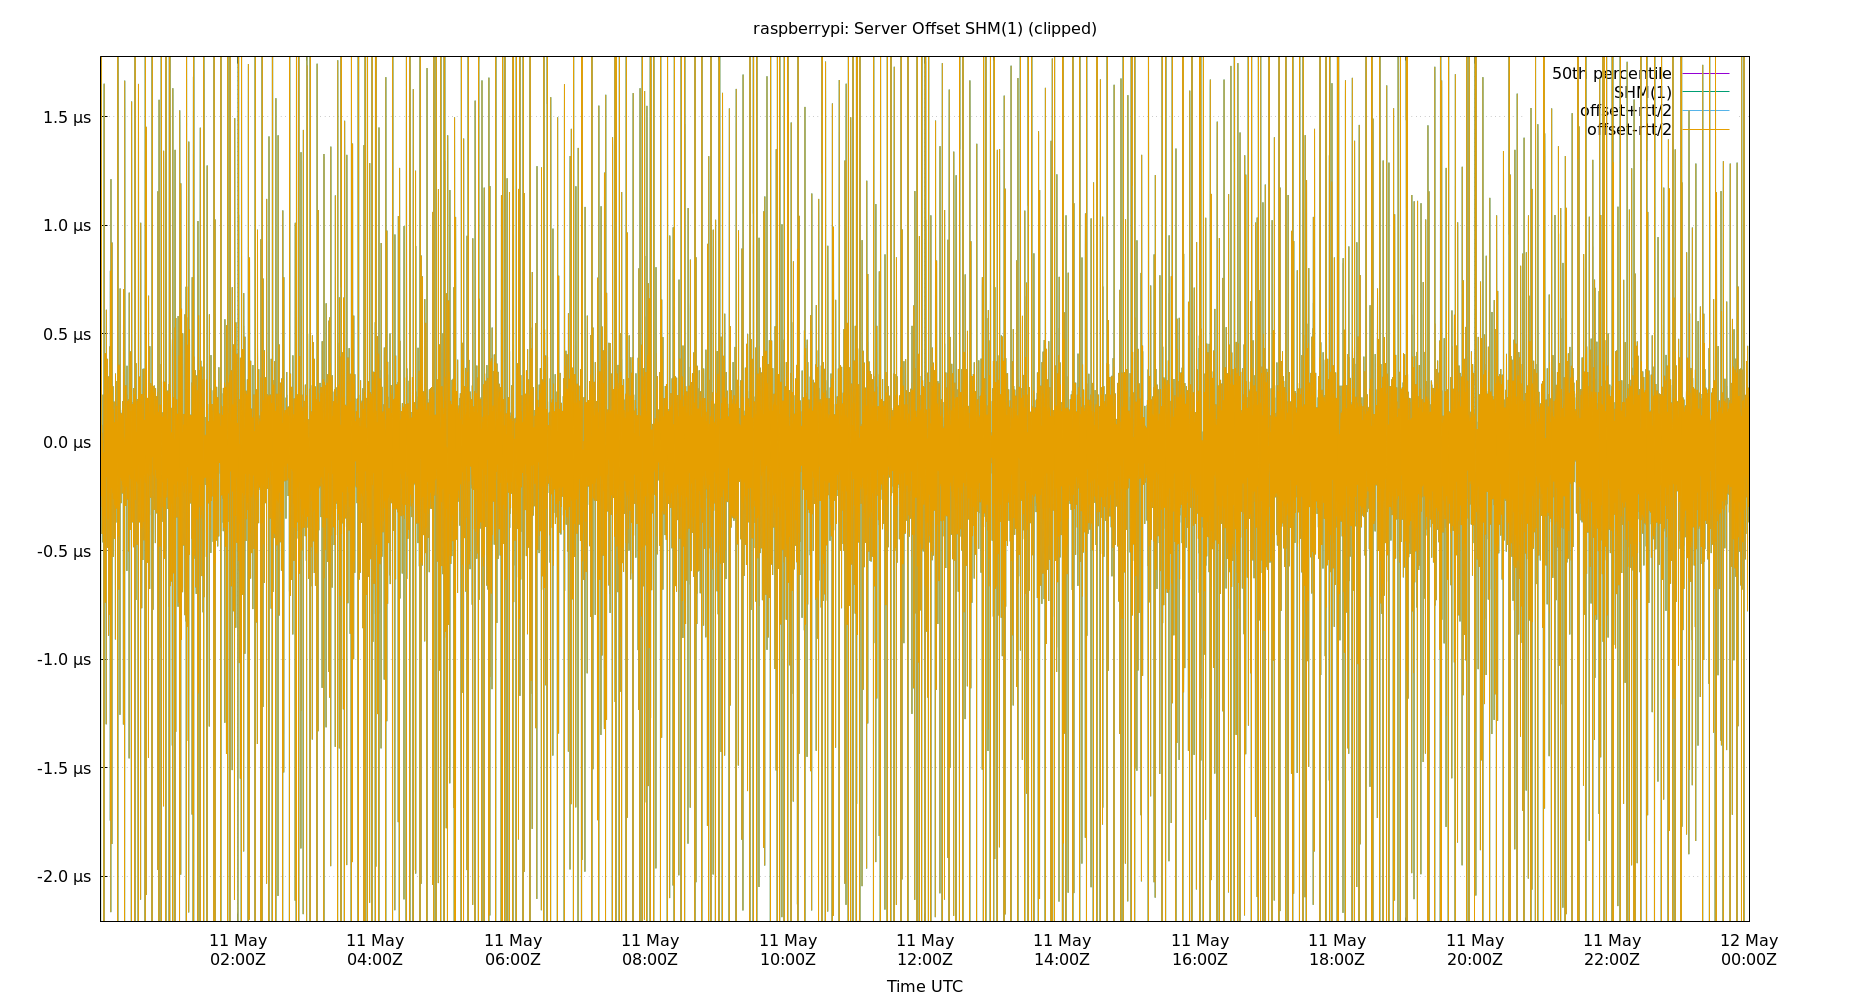 raspberrypi: Server Offset SHM(1) (clipped)
50th percentile
SHM(1)
offset+rtt/2
offset-rtt/2
1.5 µs
1.0 µs
0.5 µs
0.0 µs
-0.5 µs
-1.0 µs
-1.5 µs
-2.0 µs
11 May 11 May 11 May 11 May 11 May 11 May 11 May 11 May 11 May 11 May 11 May 12 May
02:00Z 04:00Z 06:00Z 08:00Z 10:00Z 12:00Z 14:00Z 16:00Z 18:00Z 20:00Z 22:00Z 00:00Z
Time UTC